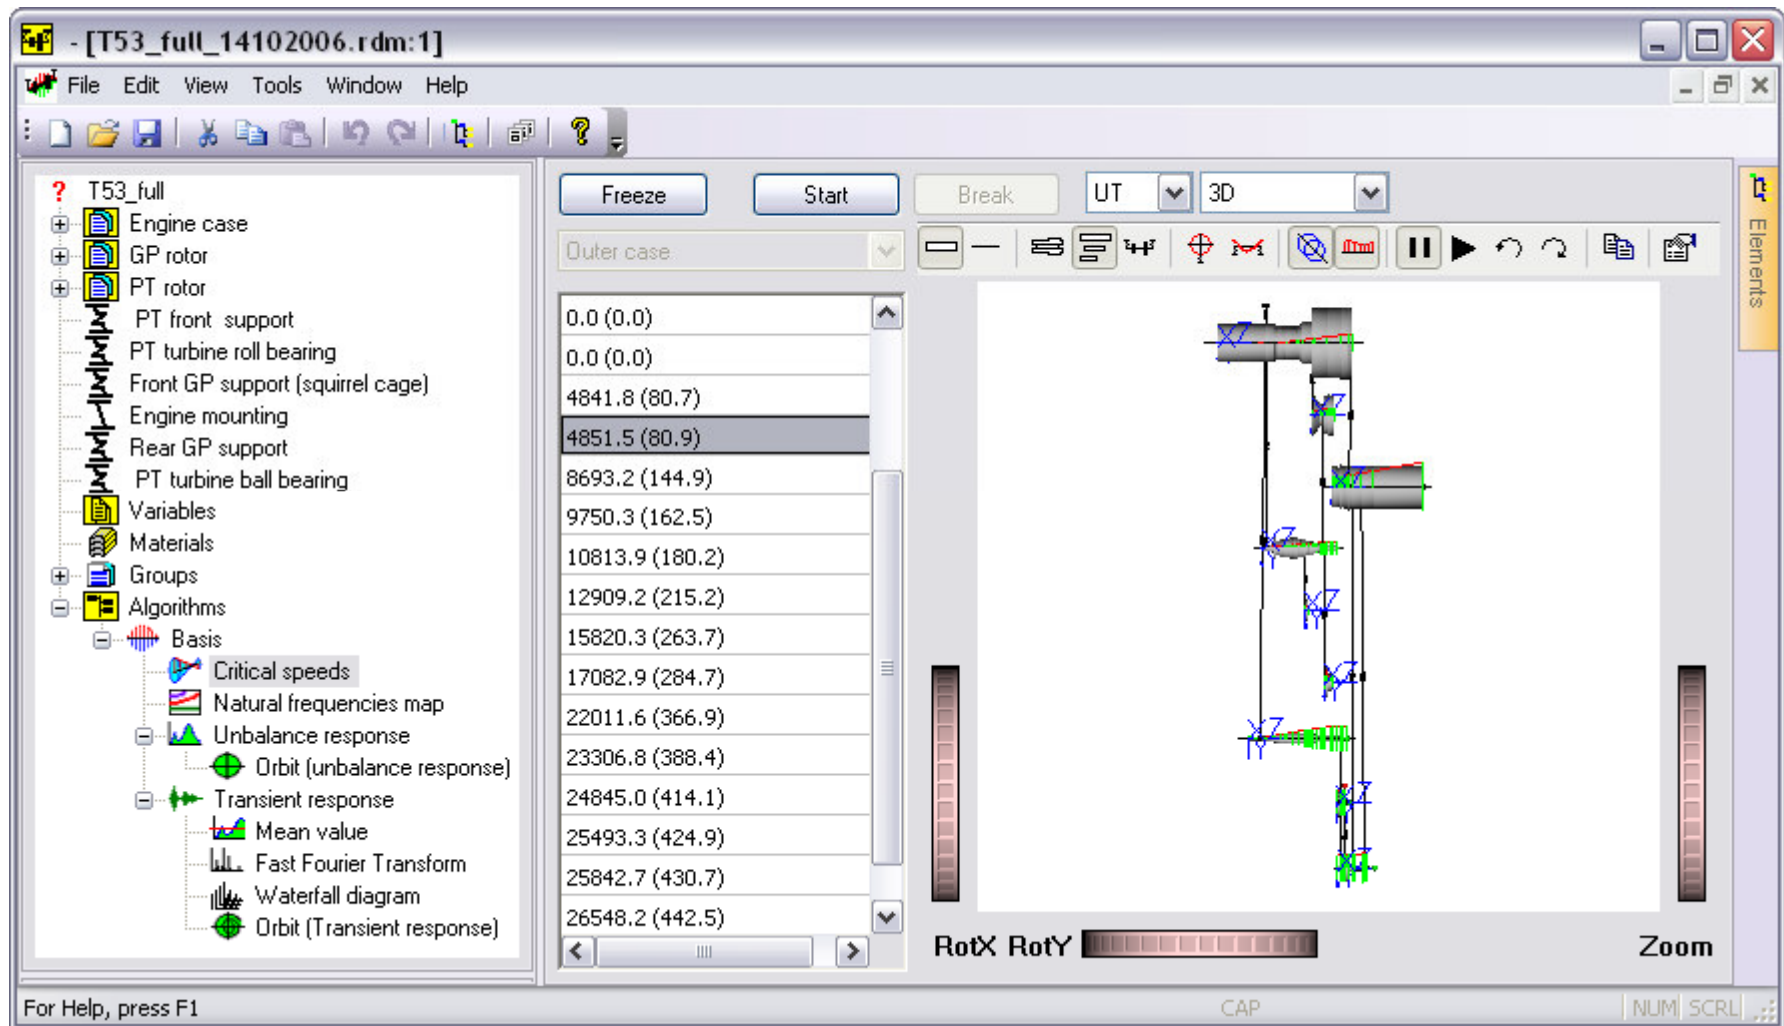 - [T53_full_14102006.rdm:1]
File Edit View Tools Window Help
T53_full
Engine case
GP rotor
PT rotor
PT front support
PT turbine roll bearing
Front GP support (squirrel cage)
Engine mounting
Rear GP support
PT turbine ball bearing
Variables
Materials
Groups
Algorithms
Basis
Critical speeds
Natural frequencies map
Unbalance response
Orbit (unbalance response)
Transient response
Mean value
Fast Fourier Transform
Waterfall diagram
Orbit (Transient response)
Freeze Start Break UT 3D
Outer case
0.0 (0.0)
0.0 (0.0)
4841.8 (80.7)
4851.5 (80.9)
8693.2 (144.9)
9750.3 (162.5)
10813.9 (180.2)
12909.2 (215.2)
15820.3 (263.7)
17082.9 (284.7)
22011.6 (366.9)
23306.8 (388.4)
24845.0 (414.1)
25493.3 (424.9)
25842.7 (430.7)
26548.2 (442.5)
RotX RotY Zoom
Elements
For Help, press F1 CAP NUM SCRL